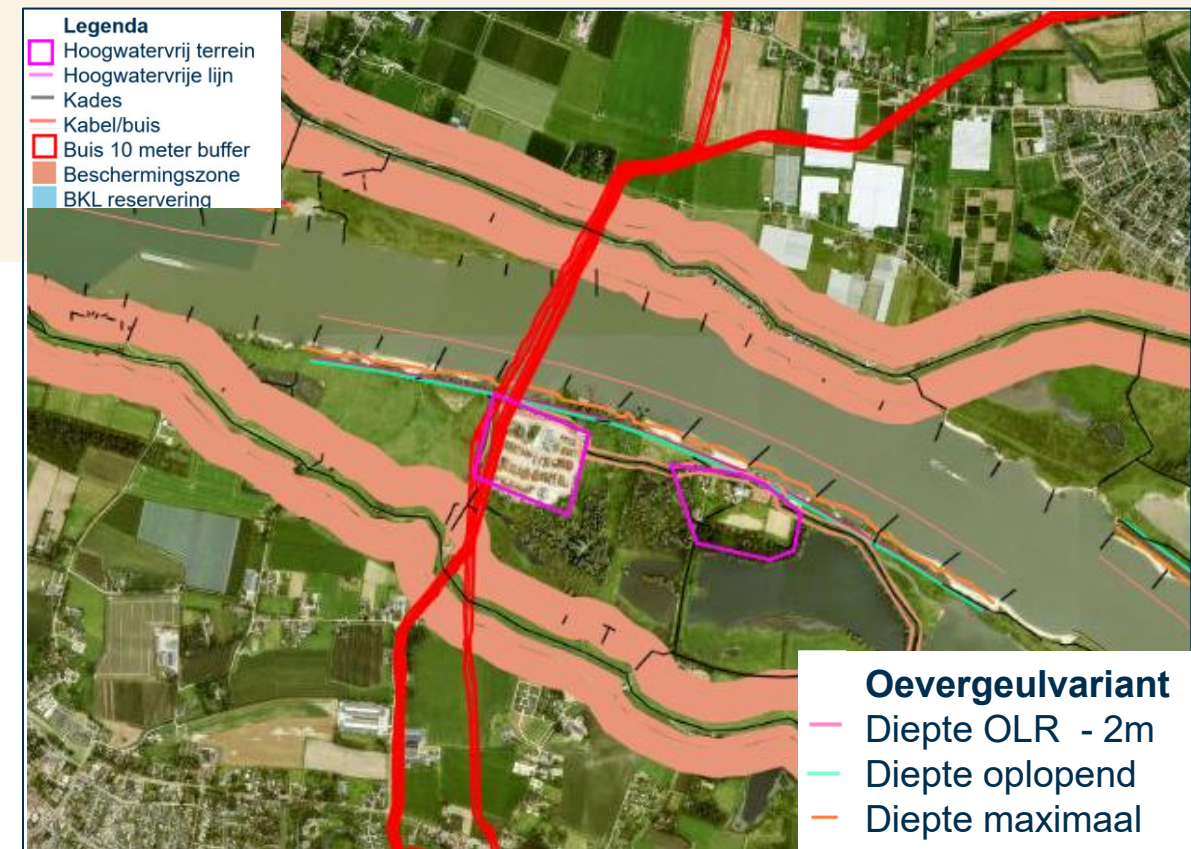 Legenda
Hoogwatervrij terrein
Hoogwatervrije lijn
Kades
Kabel/buis
Buis 10 meter buffer
Beschermingszone
BKL reservering
Oevergeulvariant
Diepte OLR - 2m
Diepte oplopend
Diepte maximaal